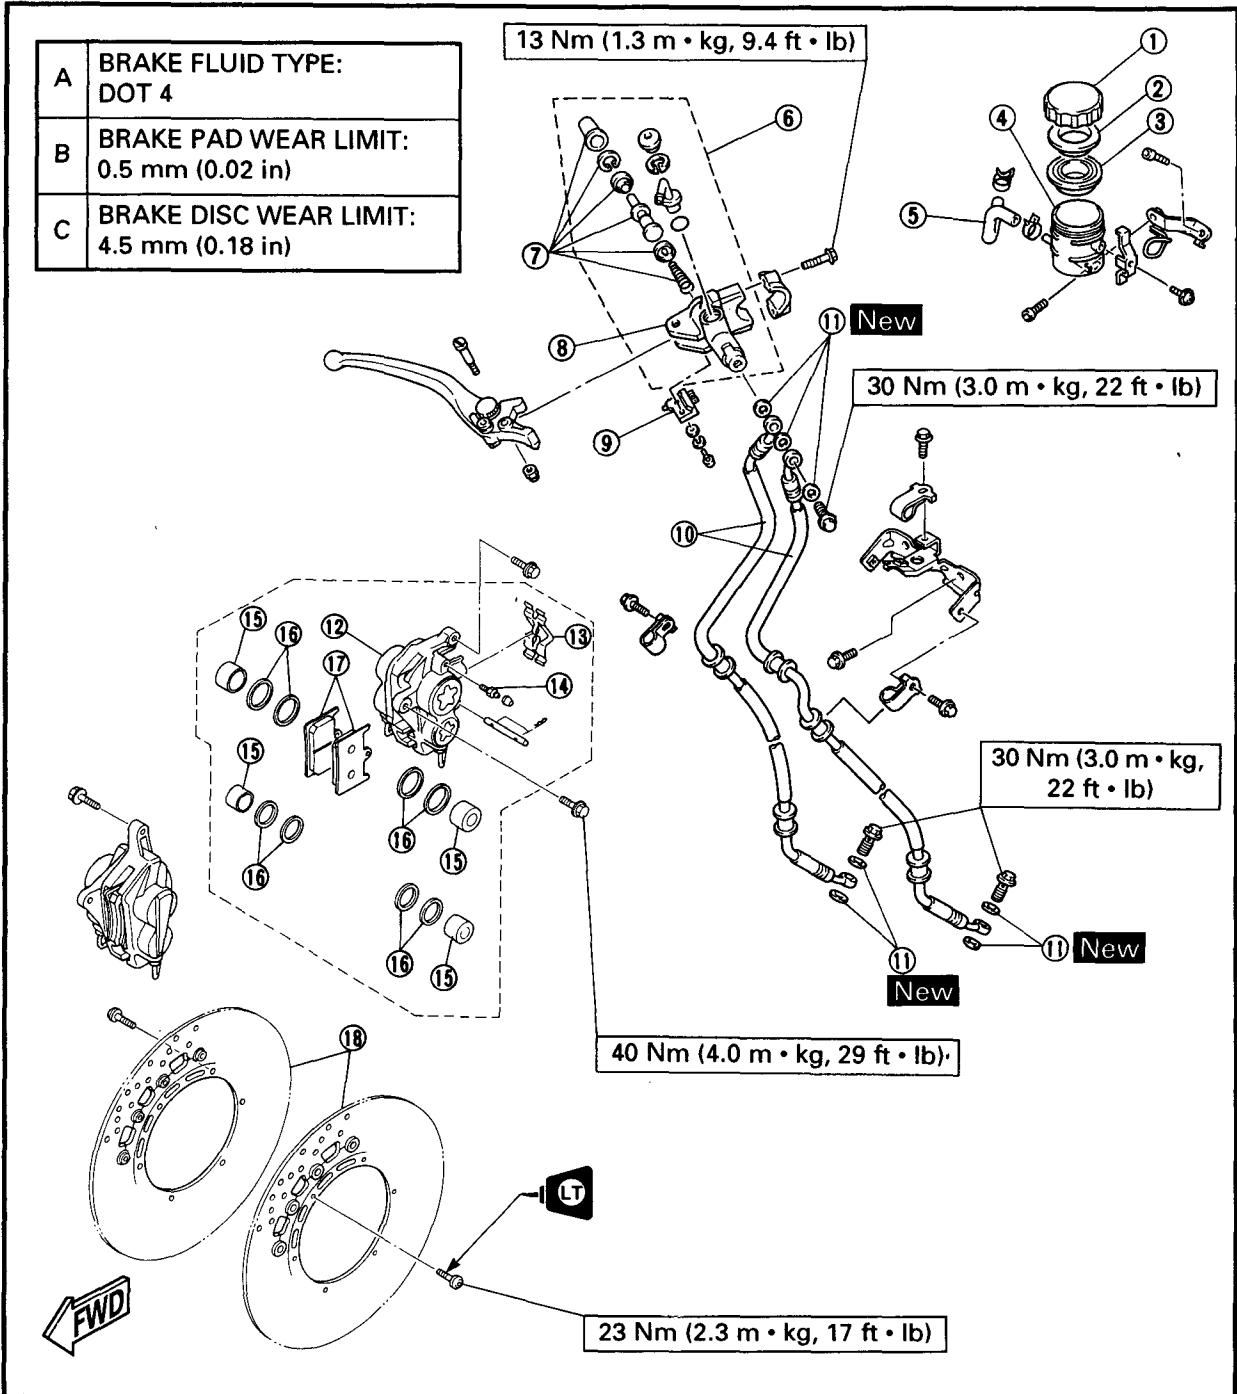 A BRAKE FLUID TYPE:
DOT 4
B BRAKE PAD WEAR LIMIT:
0.5 mm (0.02 in)
C BRAKE DISC WEAR LIMIT:
4.5 mm (0.18 in)
13 Nm (1.3 m • kg, 9.4 ft • lb)
①
②
③
④
⑤
⑥
⑦
⑧
⑨
⑪ New
30 Nm (3.0 m • kg, 22 ft • lb)
⑩
⑫
⑬
⑭
⑮
⑯
⑰
⑮
⑯
⑯
⑮
⑯
⑮
30 Nm (3.0 m • kg,
22 ft • lb)
⑪ New
⑪
New
40 Nm (4.0 m • kg, 29 ft • lb)
⑱
LT
FWD
23 Nm (2.3 m • kg, 17 ft • lb)